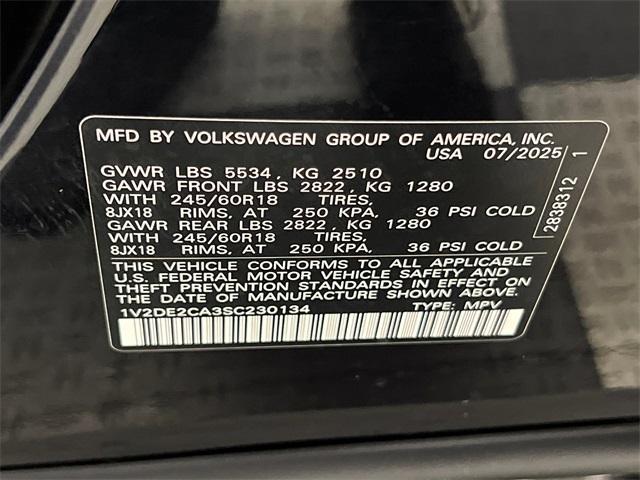 MFD BY VOLKSWAGEN GROUP OF AMERICA, INC.
USA 07/2025
GVWR LBS 5534, KG 2510
GAWR FRONT LBS 2822, KG 1280
WITH 245/60R18 TIRES,
8JX18 RIMS, AT 250 KPA, 36 PSI COLD
GAWR REAR LBS 2822, KG 1280
WITH 245/60R18 TIRES,
8JX18 RIMS, AT 250 KPA, 36 PSI COLD
THIS VEHICLE CONFORMS TO ALL APPLICABLE
U.S. FEDERAL MOTOR VEHICLE SAFETY AND
THEFT PREVENTION STANDARDS IN EFFECT ON
THE DATE OF MANUFACTURE SHOWN ABOVE.
1V2DE2CA3SC230134 TYPE: MPV
2838312 1